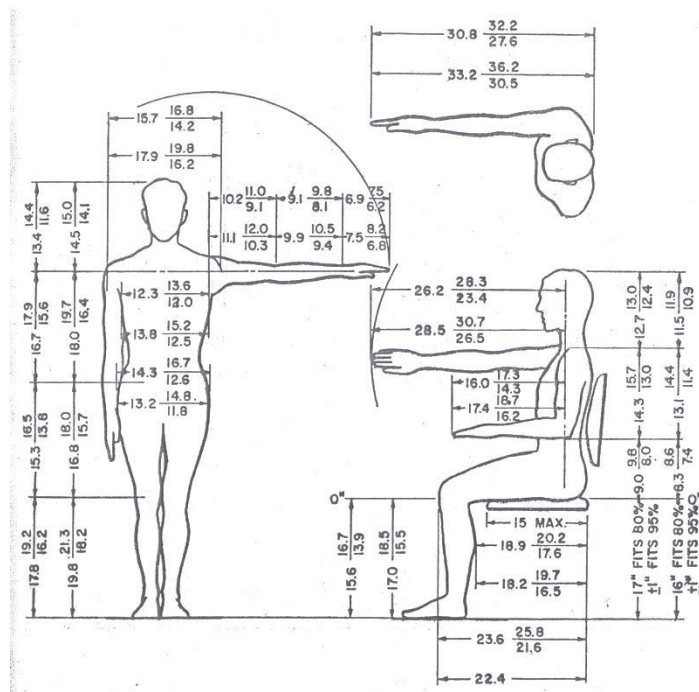 30.8 32.2 27.6
33.2 36.2 30.5
15.7 16.8 14.2
17.9 19.8 16.2
10.2 11.0 9.1 9.1 9.8 8.1 6.9 7.5 6.2
11.1 12.0 10.3 9.9 10.5 9.4 7.5 8.2 6.8
14.4 13.4 11.6
15.0 14.5 14.1
12.3 13.6 12.0
13.8 15.2 12.5
14.3 16.7 12.6
13.2 14.8 11.8
17.9 16.7 15.6
19.7 18.0 16.4
16.5 15.3 13.8
18.0 16.8 15.7
19.2 17.8 16.2
21.3 19.8 18.2
26.2 28.3 23.4
28.5 30.7 26.5
16.0 17.3 14.3
17.4 18.7 16.2
13.0 12.7 12.4
11.9 11.5 10.9
15.7 14.3 13.0
14.4 13.1 11.4
9.8 9.0 8.0
8.6 8.3 7.4
0"
0
16.7 15.6 13.9
18.5 17.0 15.5
15 MAX.
18.9 20.2 17.6
18.2 19.7 16.5
23.6 25.8 21.6
22.4
17" FITS 80%
±1" FITS 95%
16" FITS 80%
±1" FITS 95%